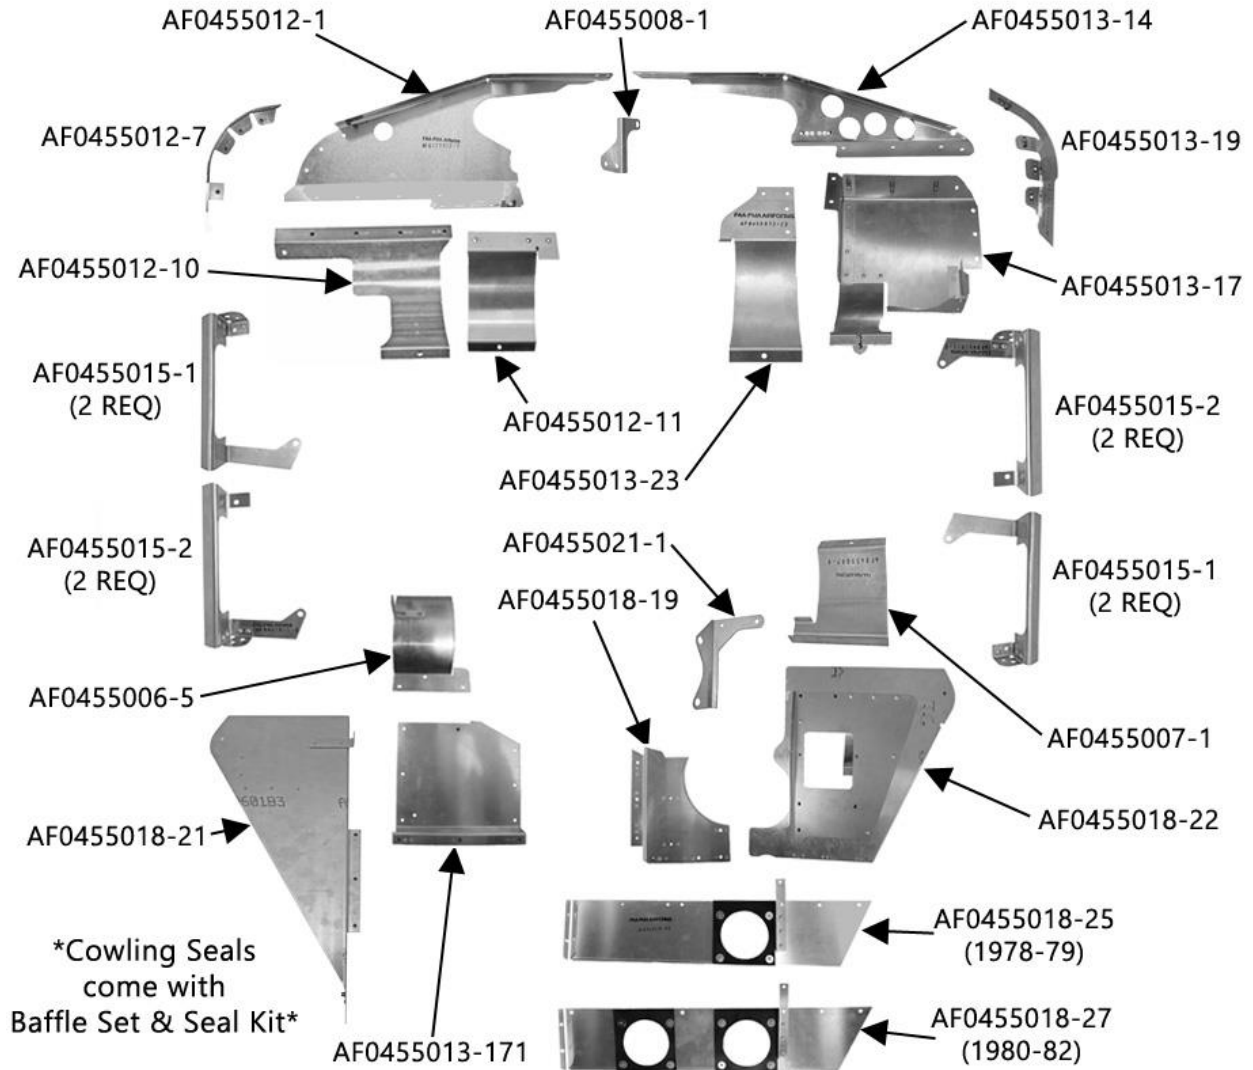 AF0455012-1
AF0455008-1
AF0455013-14
AF0455012-7
AF0455013-19
AF0455012-10
AF0455013-17
AF0455015-1
(2 REQ)
AF0455012-11
AF0455015-2
(2 REQ)
AF0455013-23
AF0455015-2
(2 REQ)
AF0455021-1
AF0455018-19
AF0455015-1
(2 REQ)
AF0455006-5
AF0455007-1
601B3
AF0455018-21
AF0455018-22
*Cowling Seals
come with
Baffle Set & Seal Kit*
AF0455013-171
AF0455018-25
(1978-79)
AF0455018-27
(1980-82)